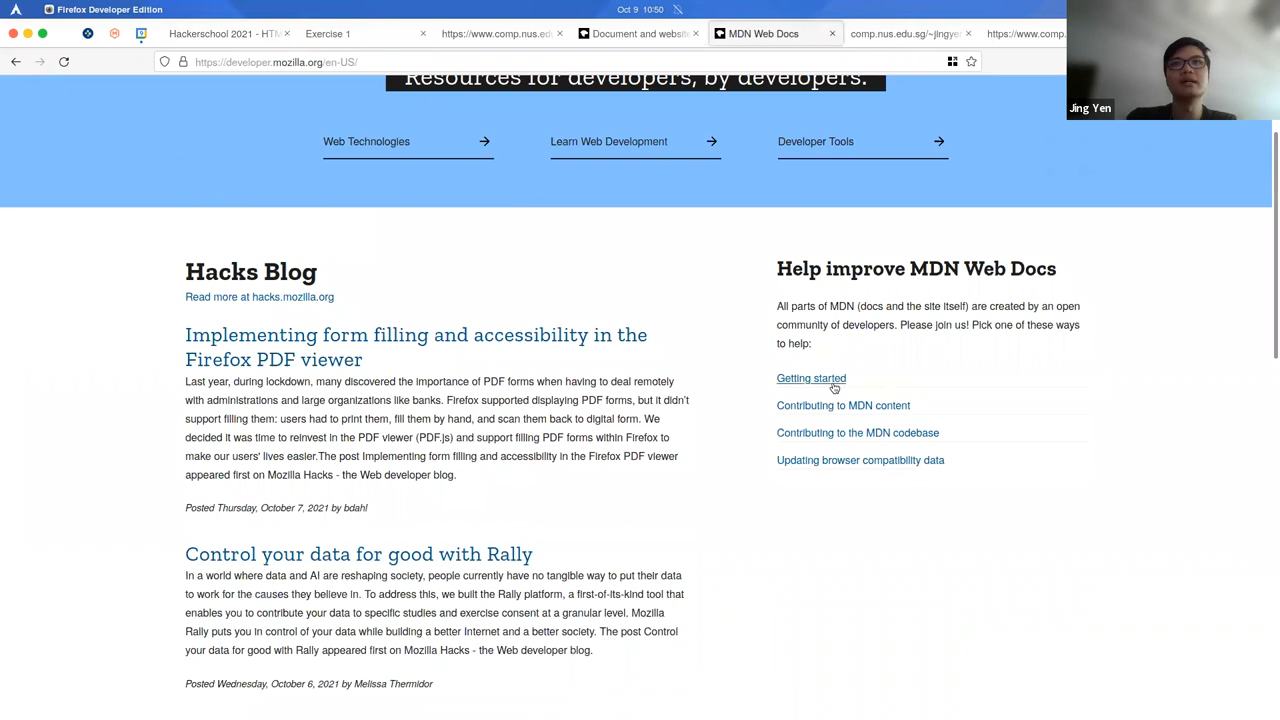 Firefox Developer Edition
Oct 9 10:50
Hackerschool 2021 - HTM
Exercise 1
https://www.comp.nus.ed
Document and website
MDN Web Docs
comp.nus.edu.sg/~jingye
https://www.comp.
https://developer.mozilla.org/en-US/
Jing Yen
Resources for developers, by developers.
Web Technologies
Learn Web Development
Developer Tools
Hacks Blog
Read more at hacks.mozilla.org
Implementing form filling and accessibility in the
Firefox PDF viewer
Last year, during lockdown, many discovered the importance of PDF forms when having to deal remotely
with administrations and large organizations like banks. Firefox supported displaying PDF forms, but it didn't
support filling them: users had to print them, fill them by hand, and scan them back to digital form. We
decided it was time to reinvest in the PDF viewer (PDF.js) and support filling PDF forms within Firefox to
make our users' lives easier.The post Implementing form filling and accessibility in the Firefox PDF viewer
appeared first on Mozilla Hacks - the Web developer blog.
Posted Thursday, October 7, 2021 by bdahl
Control your data for good with Rally
In a world where data and AI are reshaping society, people currently have no tangible way to put their data
to work for the causes they believe in. To address this, we built the Rally platform, a first-of-its-kind tool that
enables you to contribute your data to specific studies and exercise consent at a granular level. Mozilla
Rally puts you in control of your data while building a better Internet and a better society. The post Control
your data for good with Rally appeared first on Mozilla Hacks - the Web developer blog.
Posted Wednesday, October 6, 2021 by Melissa Thermidor
Help improve MDN Web Docs
All parts of MDN (docs and the site itself) are created by an open
community of developers. Please join us! Pick one of these ways
to help:
Getting started
Contributing to MDN content
Contributing to the MDN codebase
Updating browser compatibility data